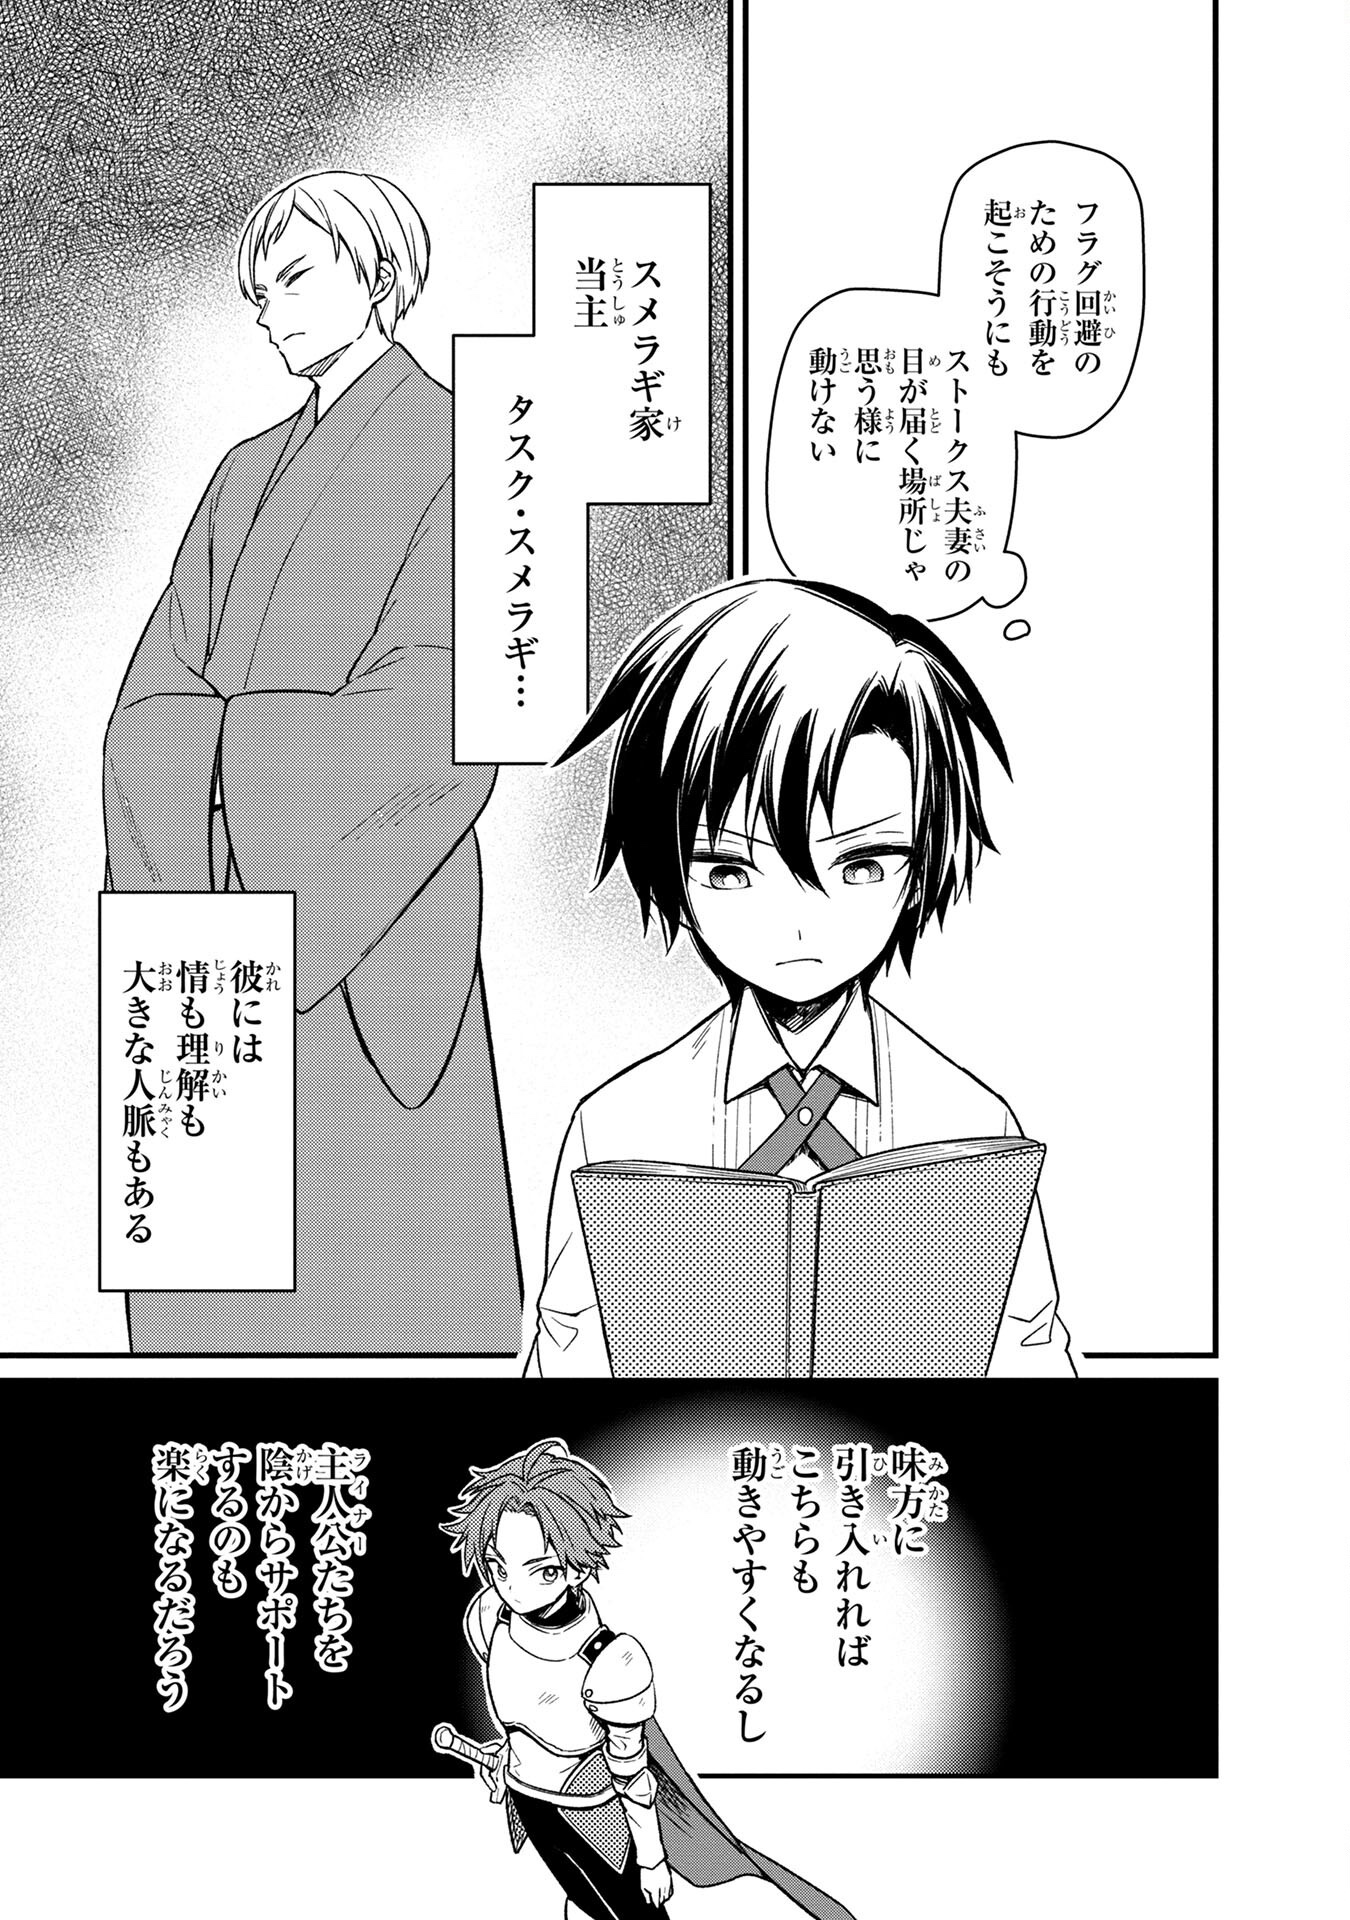 フラグ回避の
ための行動を
起こそうにも
ストークス夫妻の
目が届く場所じゃ
思う様に
動けない
スメラギ家
当主
タスク・スメラギ…
彼には
情も理解も
大きな人脈もある
味方に
引き入れれば
こちらも
動きやすくなるし
主人公たちを
陰からサポート
するのも
楽になるだろう